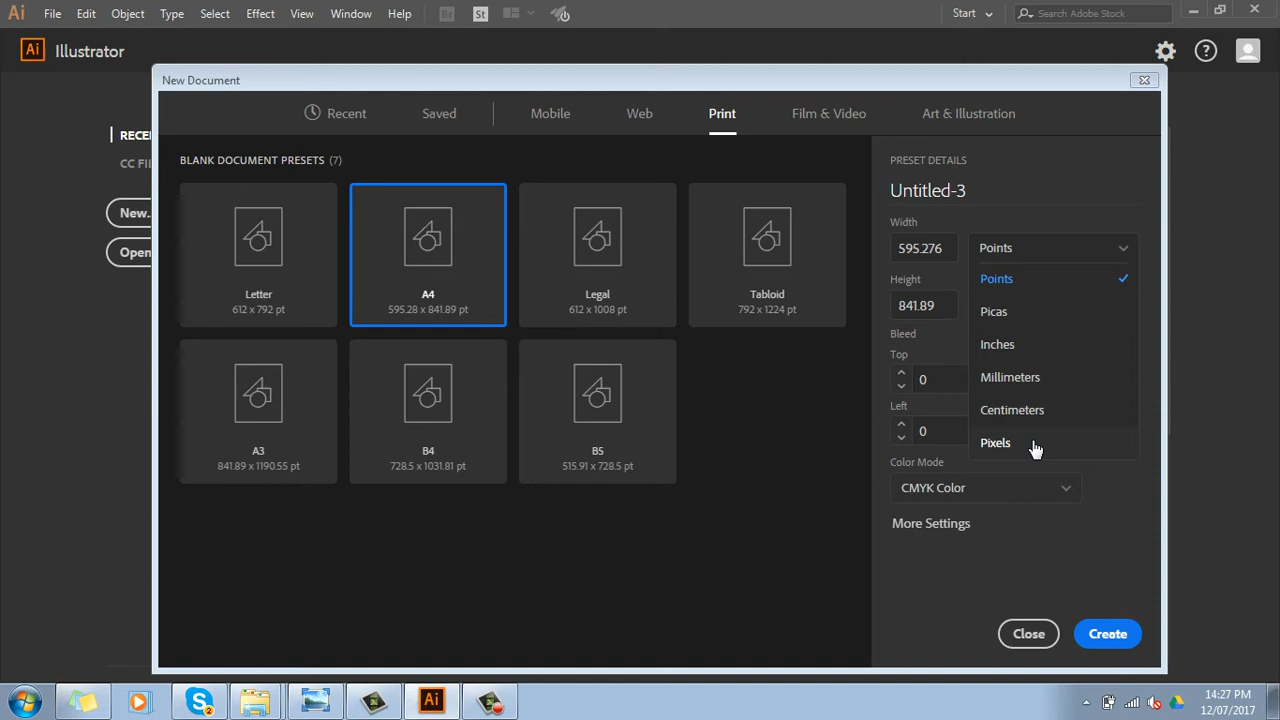 Ai File Edit Object Type Select Effect View Window Help Br St Start Search Adobe Stock
Ai Illustrator
New Document
Recent Saved Mobile Web Print Film & Video Art & Illustration
RECE
CC FIL
New..
Open
BLANK DOCUMENT PRESETS (7)
Letter
612 x 792 pt
A4
595.28 x 841.89 pt
Legal
612 x 1008 pt
Tabloid
792 x 1224 pt
A3
841.89 x 1190.55 pt
B4
728.5 x 1031.81 pt
B5
515.91 x 728.5 pt
PRESET DETAILS
Untitled-3
Width
595.276 Points
Height
841.89
Points
Picas
Inches
Millimeters
Centimeters
Pixels
Bleed
Top
0
Left
0
Color Mode
CMYK Color
More Settings
Close Create
S 2 Ai
14:27 PM
12/07/2017